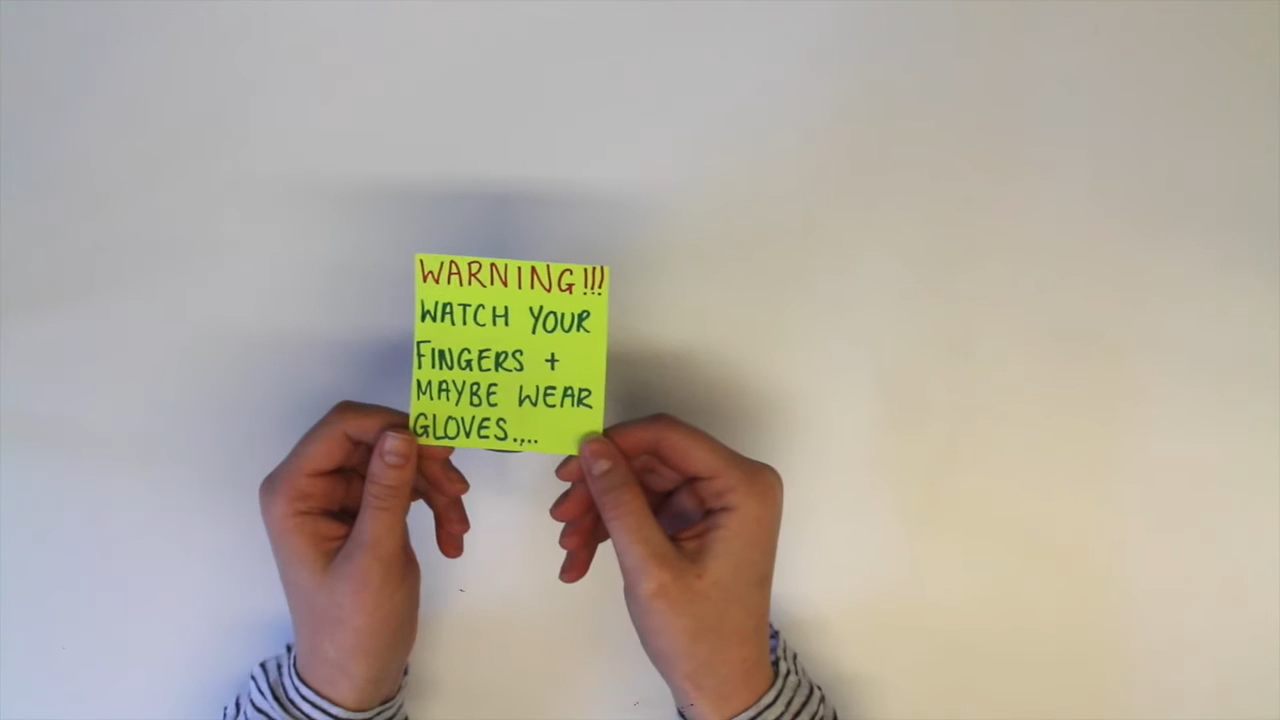 WARNING!!!
WATCH YOUR
FINGERS +
MAYBE WEAR
GLOVES....